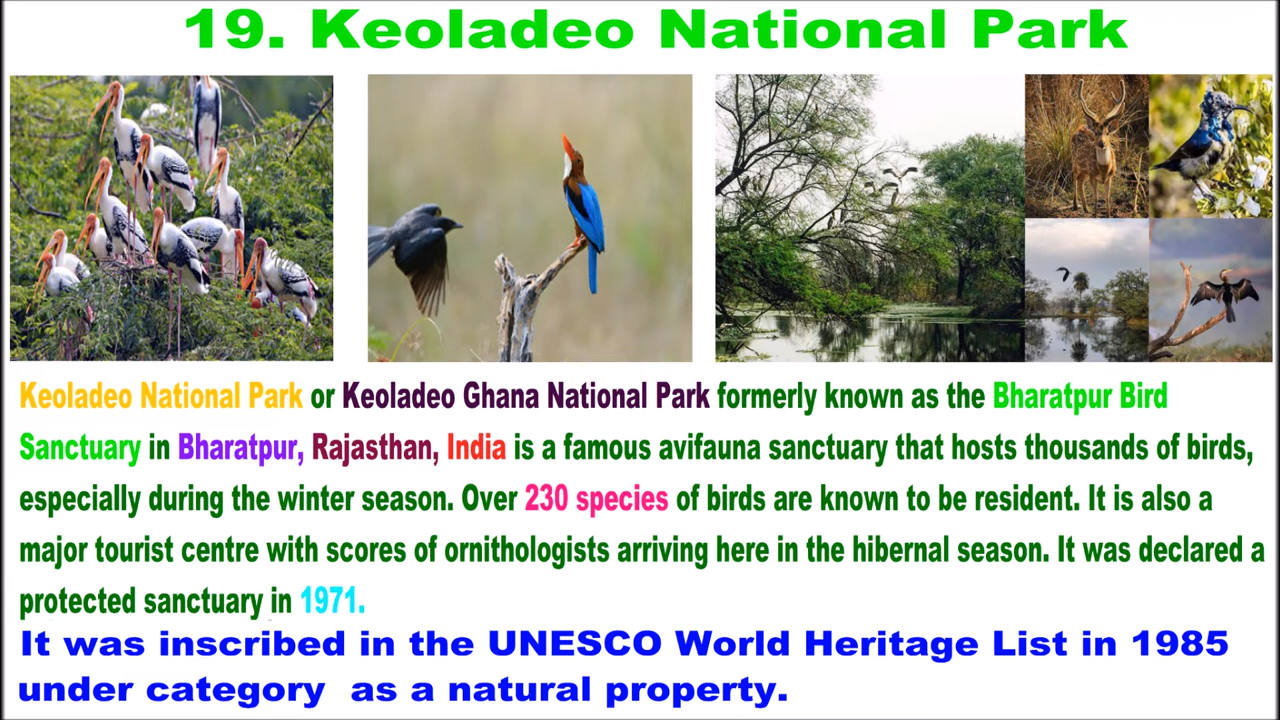 19. Keoladeo National Park
Keoladeo National Park or Keoladeo Ghana National Park formerly known as the Bharatpur Bird
Sanctuary in Bharatpur, Rajasthan, India is a famous avifauna sanctuary that hosts thousands of birds,
especially during the winter season. Over 230 species of birds are known to be resident. It is also a
major tourist centre with scores of ornithologists arriving here in the hibernal season. It was declared a
protected sanctuary in 1971.
It was inscribed in the UNESCO World Heritage List in 1985
under category as a natural property.